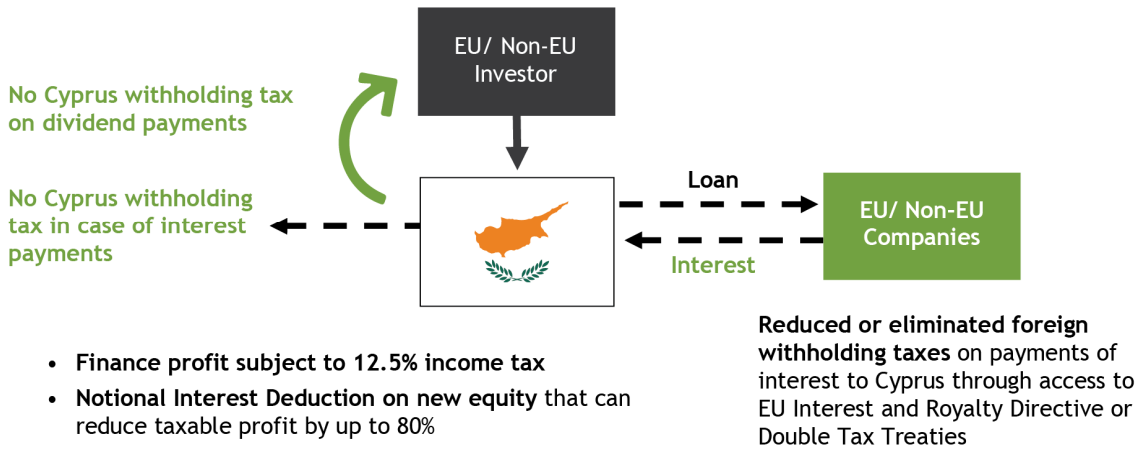 EU/ Non-EU
Investor
No Cyprus withholding tax
on dividend payments
No Cyprus withholding
tax in case of interest
payments
Loan
Interest
EU/ Non-EU
Companies
• Finance profit subject to 12.5% income tax
• Notional Interest Deduction on new equity that can
reduce taxable profit by up to 80%
Reduced or eliminated foreign
withholding taxes on payments of
interest to Cyprus through access to
EU Interest and Royalty Directive or
Double Tax Treaties